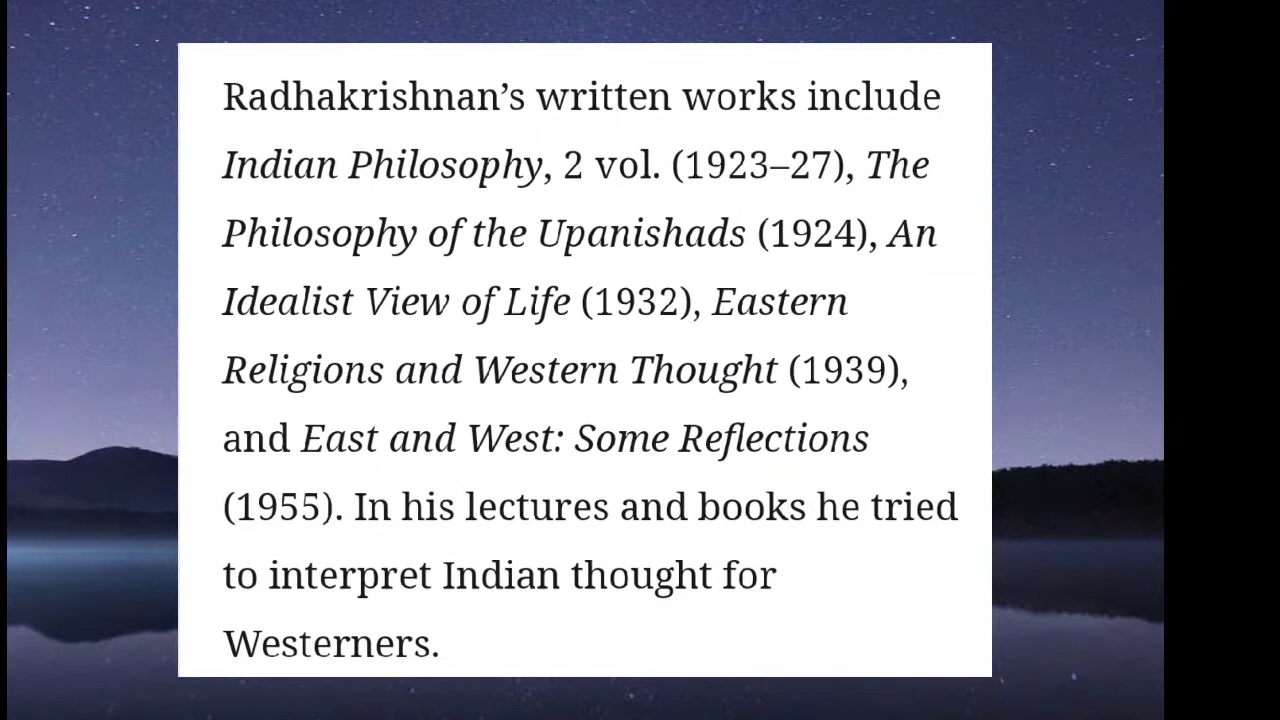 Radhakrishnan’s written works include
Indian Philosophy, 2 vol. (1923–27), The
Philosophy of the Upanishads (1924), An
Idealist View of Life (1932), Eastern
Religions and Western Thought (1939),
and East and West: Some Reflections
(1955). In his lectures and books he tried
to interpret Indian thought for
Westerners.